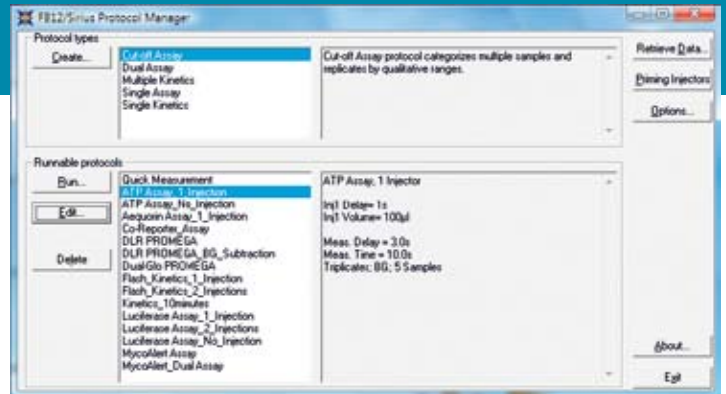 FB12/Sirius Protocol Manager
Protocol types
Create...
Cut-off Assay
Dual Assay
Multiple Kinetics
Single Assay
Single Kinetics
Cut-off Assay protocol categorizes multiple samples and
replicates by qualitative ranges.
Retrieve Data...
Priming Injectors
Options...
Runnable protocols
Run...
Edit...
Delete
Quick Measurement
ATP Assay_1_Injection
ATP Assay_No_Injection
Aequorin Assay_1_Injection
Co-Reporter_Assay
DLR PROMEGA
DLR PROMEGA_BG_Subtraction
DualGlo PROMEGA
Flash_Kinetics_1_Injection
Flash_Kinetics_2_Injections
Kinetics_10minutes
Luciferase Assay_1_Injection
Luciferase Assay_2_Injections
Luciferase Assay_No_Injection
MycoAlert Assay
MycoAlert_Dual Assay
ATP Assay, 1 Injector
Inj1 Delay= 1s
Inj1 Volume= 100µl
Meas. Delay = 3.0s
Meas. Time = 10.0s
Triplicates; BG; 5 Samples
About...
Exit